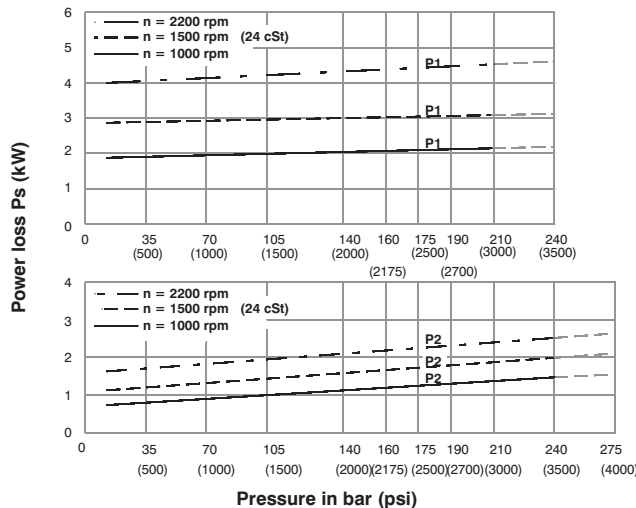 Power loss Ps (kW)
6
5
4
3
2
1
0
n = 2200 rpm
n = 1500 rpm (24 cSt)
n = 1000 rpm
P1
P1
P1
0 35 70 105 140 160 175 190 210 240
(500) (1000) (1500) (2000) (2500) (3000) (3500)
(2175) (2700)
4
3
2
1
0
n = 2200 rpm
n = 1500 rpm (24 cSt)
n = 1000 rpm
P2
P2
P2
0 35 70 105 140 160 175 190 210 240 275
(500) (1000) (1500) (2000) (2175) (2500) (2700) (3000) (3500) (4000)
Pressure in bar (psi)